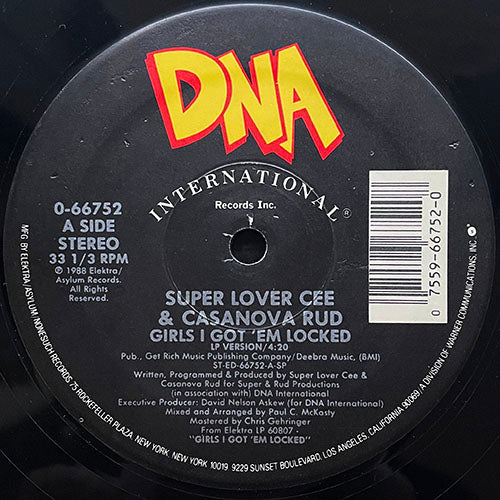 DNA
INTERNATIONAL®
Records Inc.
0-66752
A SIDE
STEREO
33 1/3 RPM
℗ 1988 Elektra/
Asylum Records.
All Rights
Reserved.
0 7559-66752-0
SUPER LOVER CEE
& CASANOVA RUD
GIRLS I GOT 'EM LOCKED
LP VERSION/4:20
Pub., Get Rich Music Publishing Company/Deebra Music, (BMI)
ST-ED-66752-A-SP
Written, Programmed & Produced by Super Lover Cee &
Casanova Rud for Super & Rud Productions
(in association with) DNA International
Executive Producer: David Nelson Askew (for DNA International)
Mixed and Arranged by Paul C. McKasty
Mastered by Chris Gehringer
From Elektra LP 60807 •
"GIRLS I GOT 'EM LOCKED"
MFG. BY ELEKTRA/ASYLUM/NONESUCH RECORDS 75 ROCKEFELLER PLAZA, NEW YORK, NEW YORK 10019 9229 SUNSET BOULEVARD, LOS ANGELES, CALIFORNIA 90069. A DIVISION OF WARNER COMMUNICATIONS, INC.